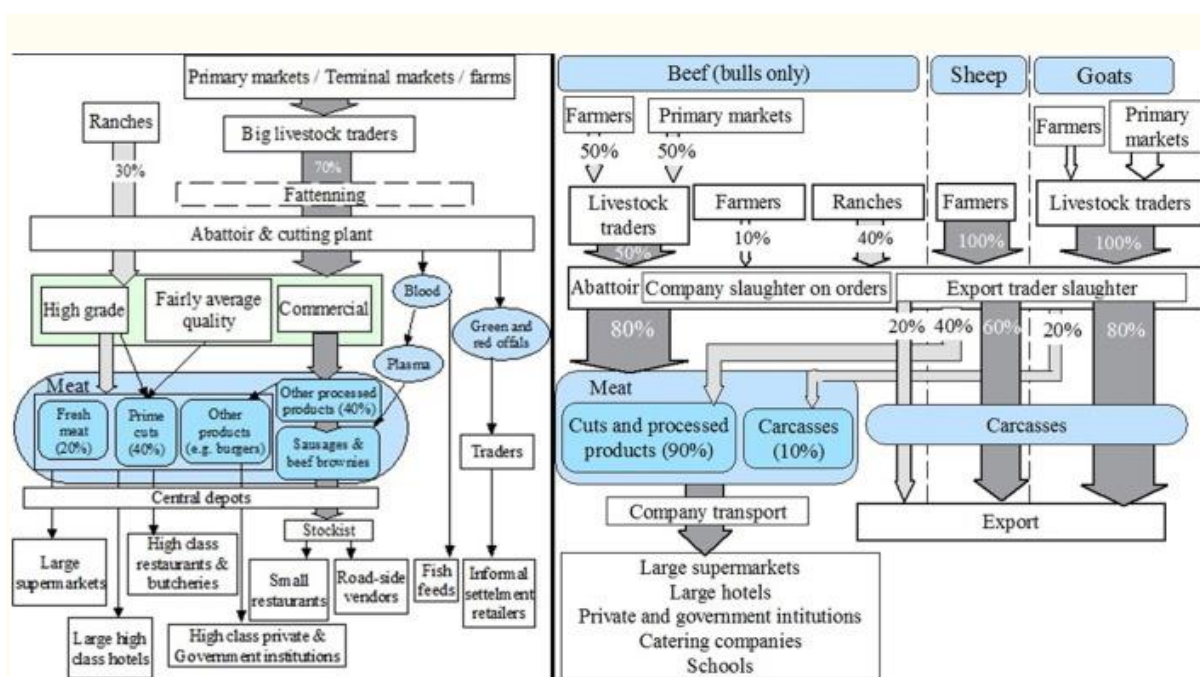 Primary markets / Terminal markets / farms
Ranches
Big livestock traders
30%
70%
Fattenning
Abattoir & cutting plant
High grade
Fairly average
quality
Commercial
Blood
Green and
red offals
Plasma
Meat
Fresh
meat
(20%)
Prime
cuts
(40%)
Other
products
(e.g. burgers)
Other processed
products (40%)
Sausages &
beef brownies
Traders
Central depots
Stockist
Large
supermarkets
High class
restaurants &
butcheries
Small
restaurants
Road-side
vendors
Fish
feeds
Informal
settelment
retailers
Large high
class hotels
High class private &
Government institutions
Beef (bulls only)
Sheep
Goats
Farmers
Primary markets
50%
50%
Livestock
traders
Farmers
Ranches
Farmers
Farmers
Primary
markets
Livestock traders
50%
10%
40%
100%
100%
Abattoir
Company slaughter on orders
Export trader slaughter
80%
20%
40%
60%
20%
80%
Meat
Cuts and processed
products (90%)
Carcasses
(10%)
Carcasses
Company transport
Export
Large supermarkets
Large hotels
Private and government intitutions
Catering companies
Schools